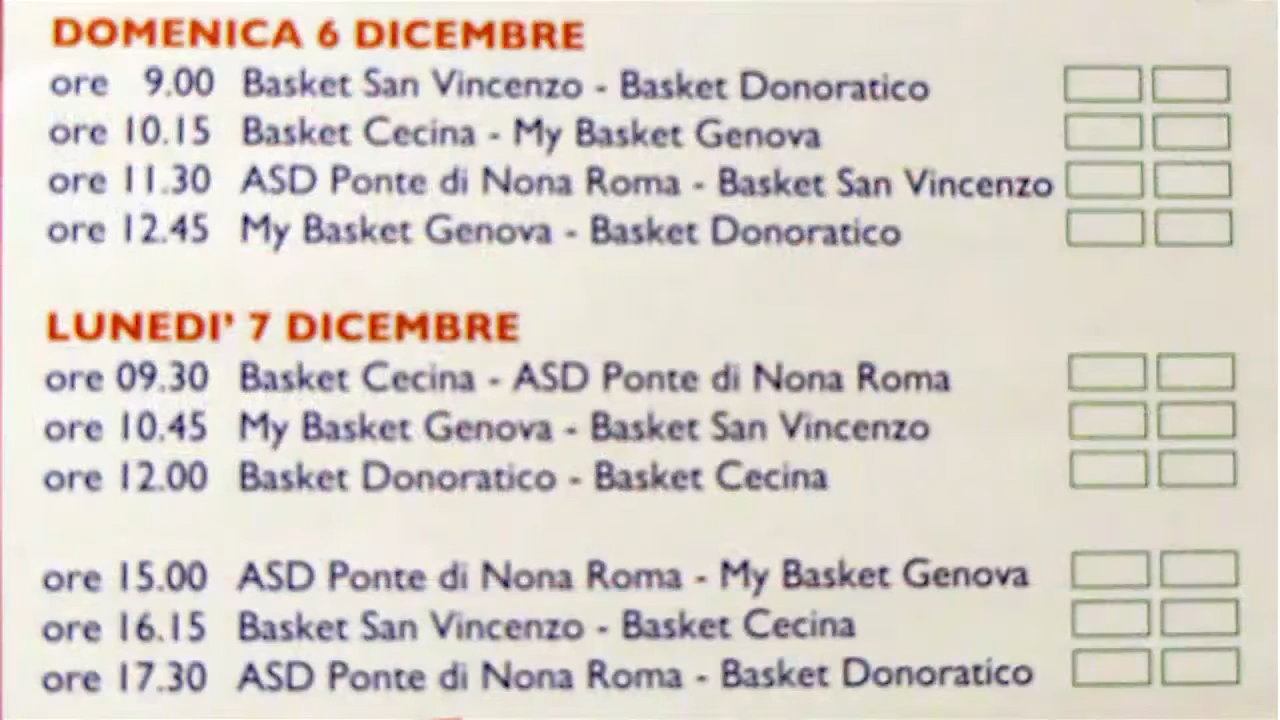 DOMENICA 6 DICEMBRE
ore 9.00 Basket San Vincenzo - Basket Donoratico
ore 10.15 Basket Cecina - My Basket Genova
ore 11.30 ASD Ponte di Nona Roma - Basket San Vincenzo
ore 12.45 My Basket Genova - Basket Donoratico
LUNEDI' 7 DICEMBRE
ore 09.30 Basket Cecina - ASD Ponte di Nona Roma
ore 10.45 My Basket Genova - Basket San Vincenzo
ore 12.00 Basket Donoratico - Basket Cecina
ore 15.00 ASD Ponte di Nona Roma - My Basket Genova
ore 16.15 Basket San Vincenzo - Basket Cecina
ore 17.30 ASD Ponte di Nona Roma - Basket Donoratico